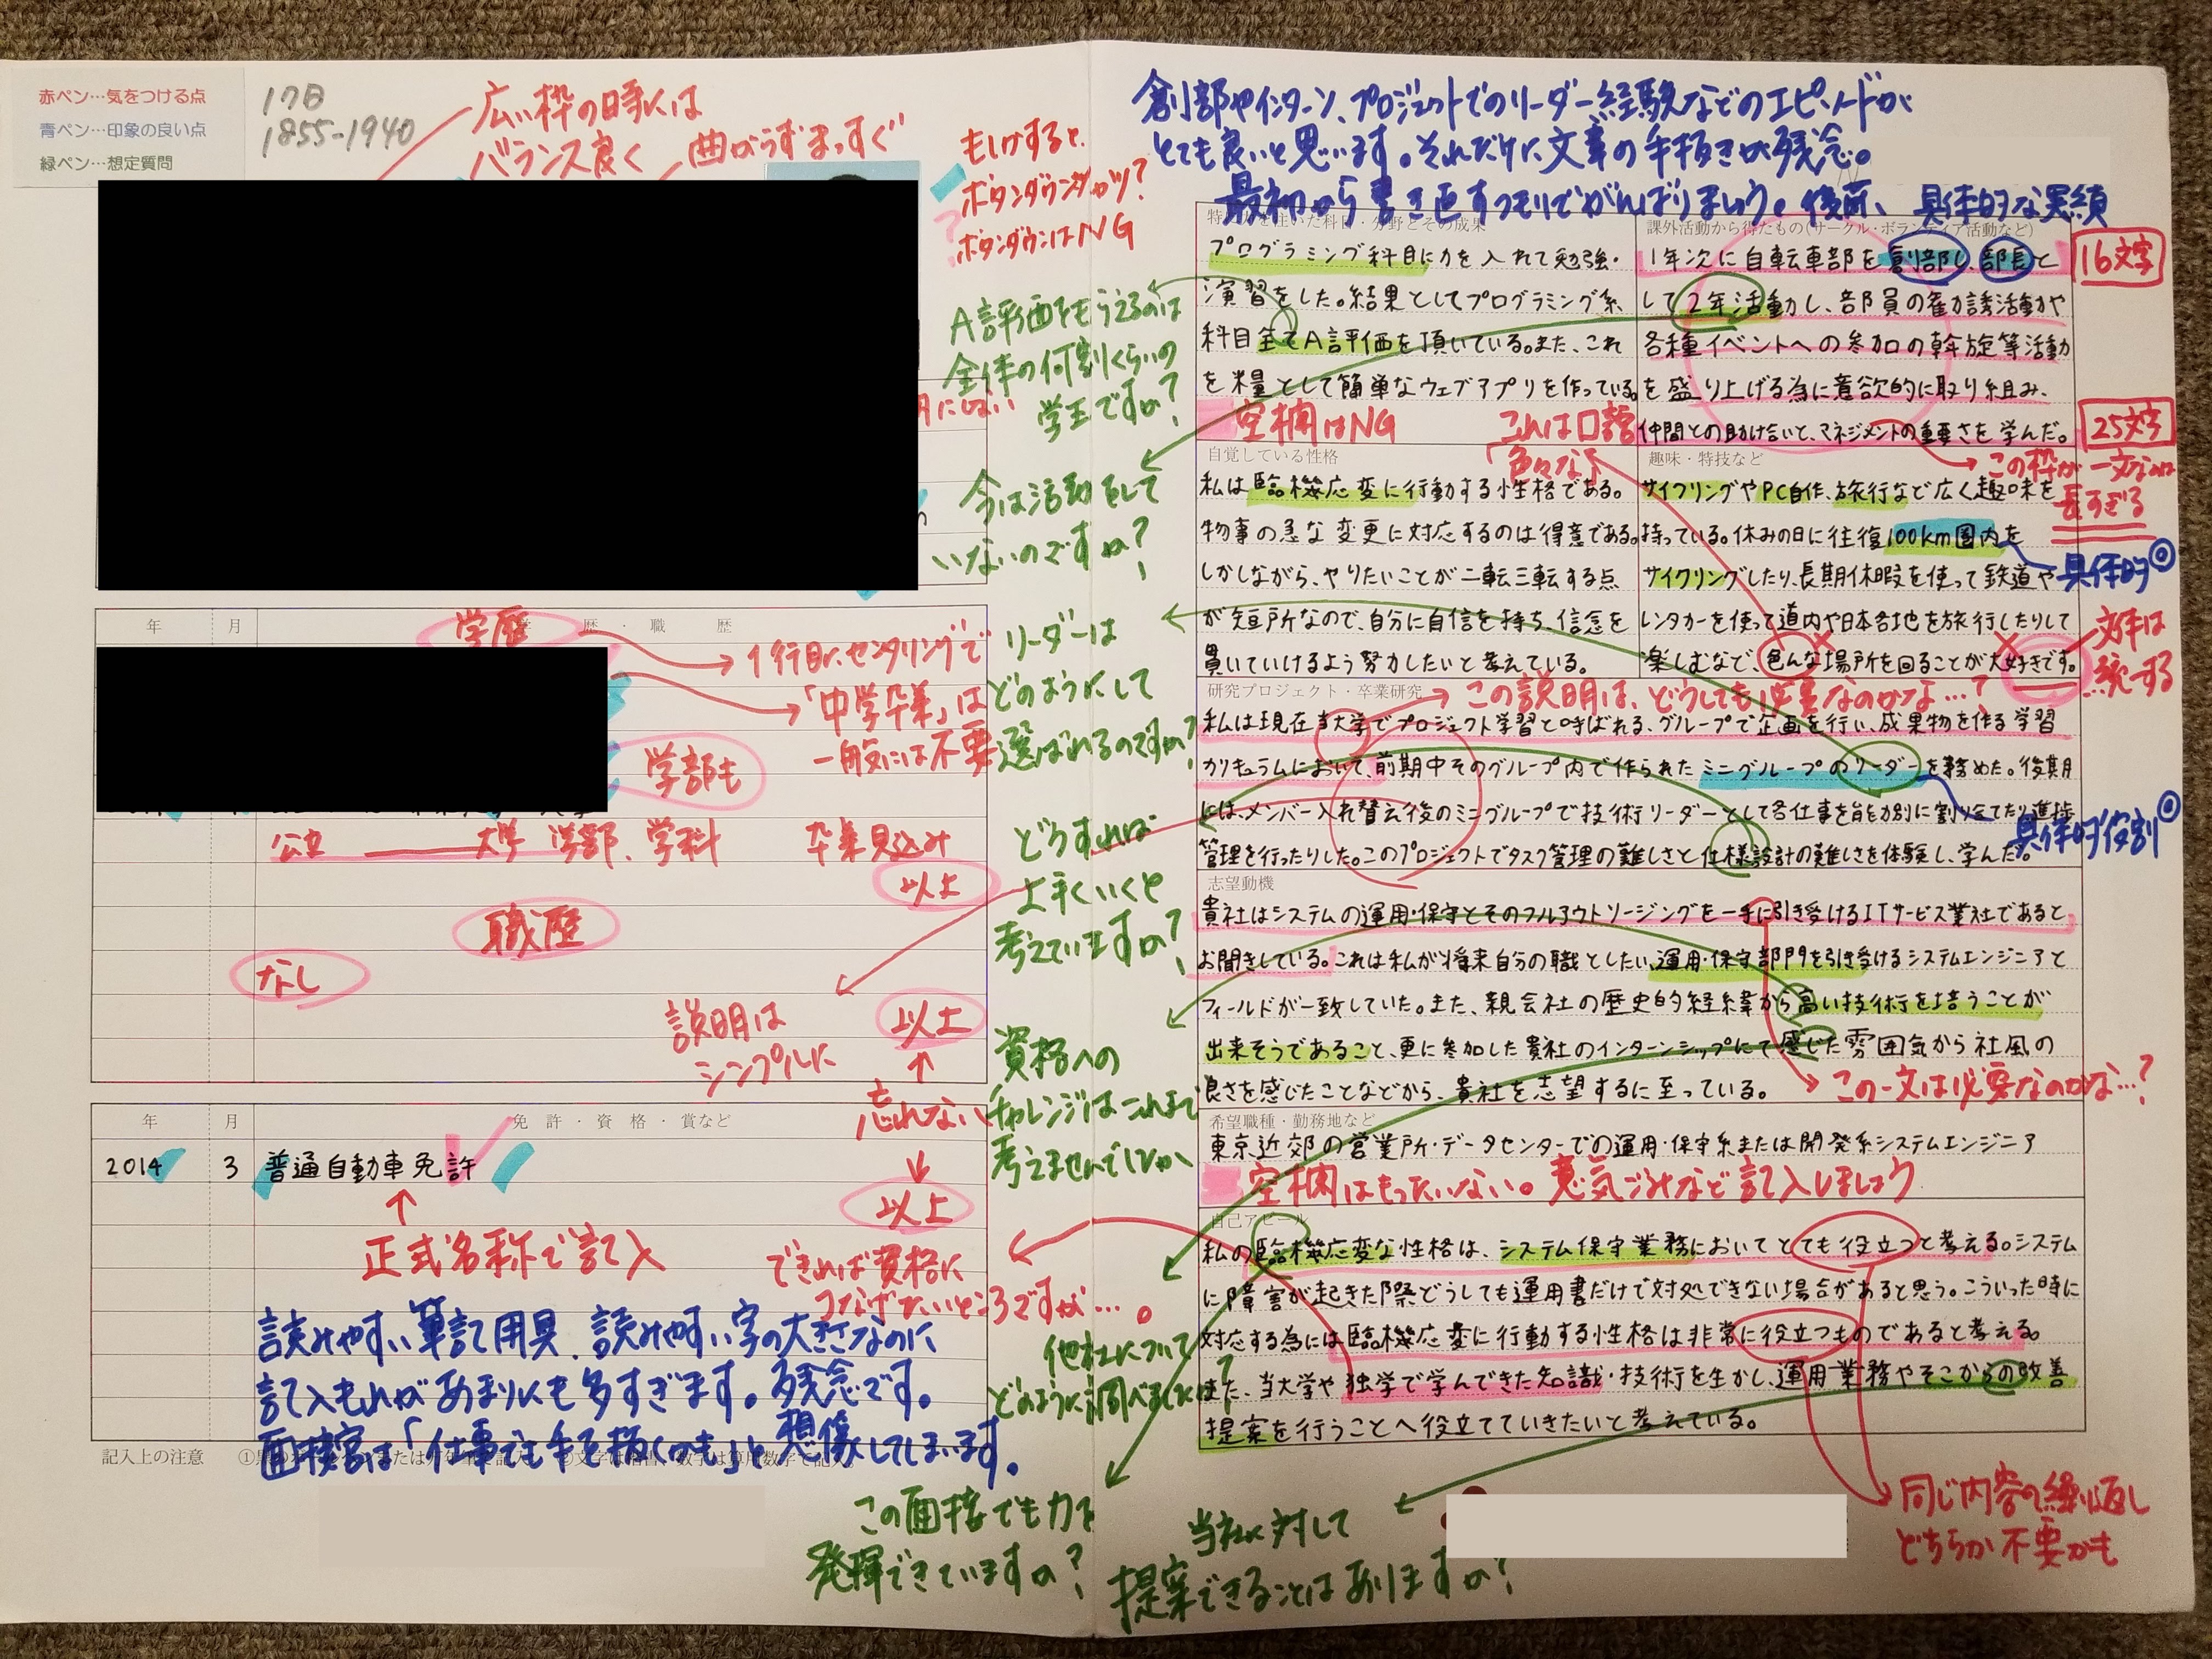 赤ペン…気をつける点
青ペン…印象の良い点
緑ペン…想定質問
17B
1855-1940
広い枠の時は
バランス良く
曲がらずまっすぐ
もしかすると、
ボタンダウンシャツ?
ボタンダウンはNG
A評価をもらえるのは
全体の何割くらいの
学生ですか?
今は活動をして
いないのですか?
年 月 学歴・職歴
学歴
1行目に、センタリングで
「中学卒業」は
一般には不要
学部も
公立 大学 学部、学科 卒業見込み
以上
職歴
なし
以上
説明は
シンプルに
忘れない
リーダーは
どのようにして
選ばれるのですか?
どうすれば
上手くいくと
考えていますか?
資格への
チャレンジはこれまで
考えませんでしたか
年 月 免許・資格・賞など
2014 3 普通自動車免許
正式名称で記入
以上
できれば資格に
つなげたいところですが…。
読みやすい筆記用具、読みやすい字の大きさなのに
記入もれがあまりにも多すぎます。残念です。
面接官は「仕事でも手を抜くかも」と想像してしまいます。
記入上の注意
他社について
どのように調べましたか?
この面接でも力を
発揮できていますか?
当社に対して
提案できることはありますか?
創部やインターン、プロジェクトでのリーダー経験などのエピソードが
とても良いと思います。それだけに文章の手抜きが残念。
最初から書き直すつもりでがんばりましょう。
具体的な実績
特に力を注いだ科目・分野とその成果
プログラミング科目に力を入れて勉強・
演習をした。結果としてプログラミング系
科目全てA評価を頂いている。また、これ
を糧として簡単なウェブアプリを作っている。
空欄はNG
課外活動から得たもの(サークル・ボランティア活動など)
1年次に自転車部を創部し、部長と
して2年活動し、部員の勧誘活動や
各種イベントへの参加の斡旋等活動
を盛り上げる為に意欲的に取り組み、
仲間との助け合いと、マネジメントの重要さを学んだ。
16文字
25文字
この枠が一文なのは
長すぎる
これは口語
「色々な」
自覚している性格
私は臨機応変に行動する性格である。
物事の急な変更に対応するのは得意である。
しかしながら、やりたいことが二転三転する点
が短所なので、自分に自信を持ち、信念を
貫いていけるよう努力したいと考えている。
趣味・特技など
サイクリングやPC自作、旅行など広く趣味を
持っている。休みの日に往復100km圏内を
サイクリングしたり、長期休暇を使って鉄道や
レンタカーを使って道内や日本各地を旅行したりして
楽しむなど、色んな場所を回ることが大好きです。
具体的◎
文末は
統一する
研究プロジェクト・卒業研究
この説明は、どうしても必要なのかな…?
私は現在当大学でプロジェクト学習と呼ばれる、グループで企画を行い、成果物を作る学習
カリキュラムにおいて、前期中そのグループ内で作られたミニグループのリーダーを務めた。後期
には、メンバー入れ替え後のミニグループで技術リーダーとして各仕事を能力別に割り当てたり進捗
管理を行ったりした。このプロジェクトでタスク管理の難しさと仕様設計の難しさを体験し、学んだ。
具体的役割◎
志望動機
貴社はシステムの運用・保守とそのフルアウトソージングを一手に引き受けるITサービス業社であると
お聞きしている。これは私が将来自分の職としたい、運用・保守部門を引き受けるシステムエンジニアと
フィールドが一致していた。また、親会社の歴史的経緯から高い技術を培うことが
出来そうであること、更に参加した貴社のインターンシップにて感じた雰囲気から社風の
良さを感じたことなどから、貴社を志望するに至っている。
この一文は必要なのかな…?
希望職種・勤務地など
東京近郊の営業所・データセンターでの運用・保守系または開発系システムエンジニア
空欄はもったいない。意気ごみなど記入しましょう
自己アピール
私の臨機応変な性格は、システム保守業務においてとても役立つと考える。システム
に障害が起きた際どうしても運用書だけで対処できない場合があると思う。こういった時に
対応する為には臨機応変に行動する性格は非常に役立つものであると考える。
また、当大学や独学で学んできた知識・技術を生かし、運用業務やそこからの改善
提案を行うことへ役立てていきたいと考えている。
同じ内容の繰り返し
どちらか不要かも